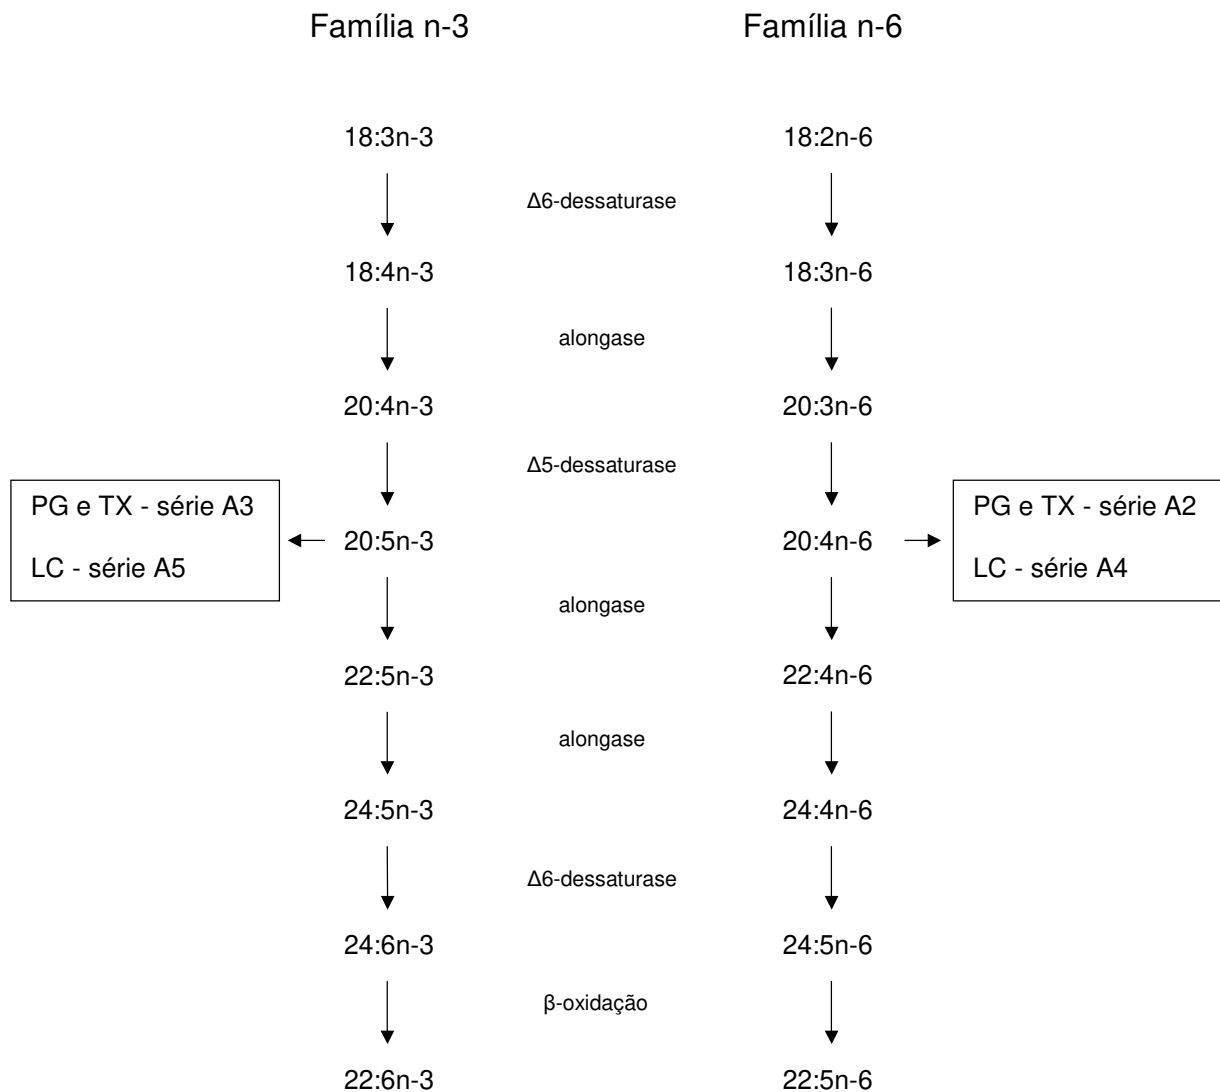 Família n-3
Família n-6
18:3n-3
18:2n-6
Δ6-dessaturase
18:4n-3
18:3n-6
alongase
20:4n-3
20:3n-6
Δ5-dessaturase
PG e TX - série A3
LC - série A5
20:5n-3
20:4n-6
PG e TX - série A2
LC - série A4
alongase
22:5n-3
22:4n-6
alongase
24:5n-3
24:4n-6
Δ6-dessaturase
24:6n-3
24:5n-6
β-oxidação
22:6n-3
22:5n-6